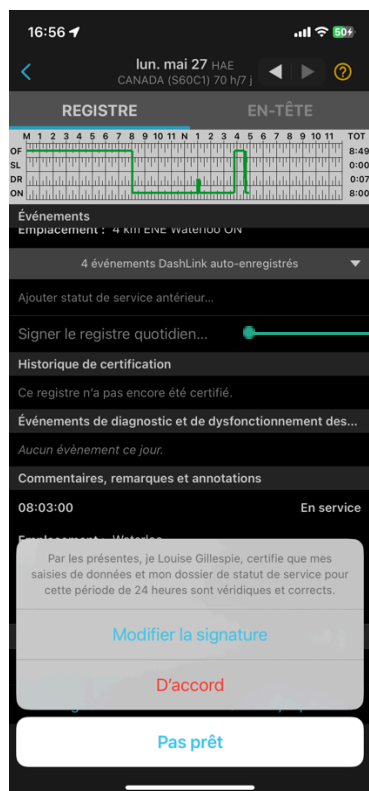 16:56
50
lun. mai 27 HAE
CANADA (S60C1) 70 h/7 j
REGISTRE
EN-TÊTE
M 1 2 3 4 5 6 7 8 9 10 11 N 1 2 3 4 5 6 7 8 9 10 11 TOT
OF 8:49
SL 0:00
DR 0:07
ON 8:00
Événements
Emplacement : 4 km ENE Waterloo ON
4 événements DashLink auto-enregistrés
Ajouter statut de service antérieur...
Signer le registre quotidien...
Historique de certification
Ce registre n'a pas encore été certifié.
Événements de diagnostic et de dysfonctionnement des...
Aucun évènement ce jour.
Commentaires, remarques et annotations
08:03:00 En service
Emplacement : Waterloo
Par les présentes, je Louise Gillespie, certifie que mes
saisies de données et mon dossier de statut de service pour
cette période de 24 heures sont véridiques et corrects.
Modifier la signature
D'accord
Pas prêt